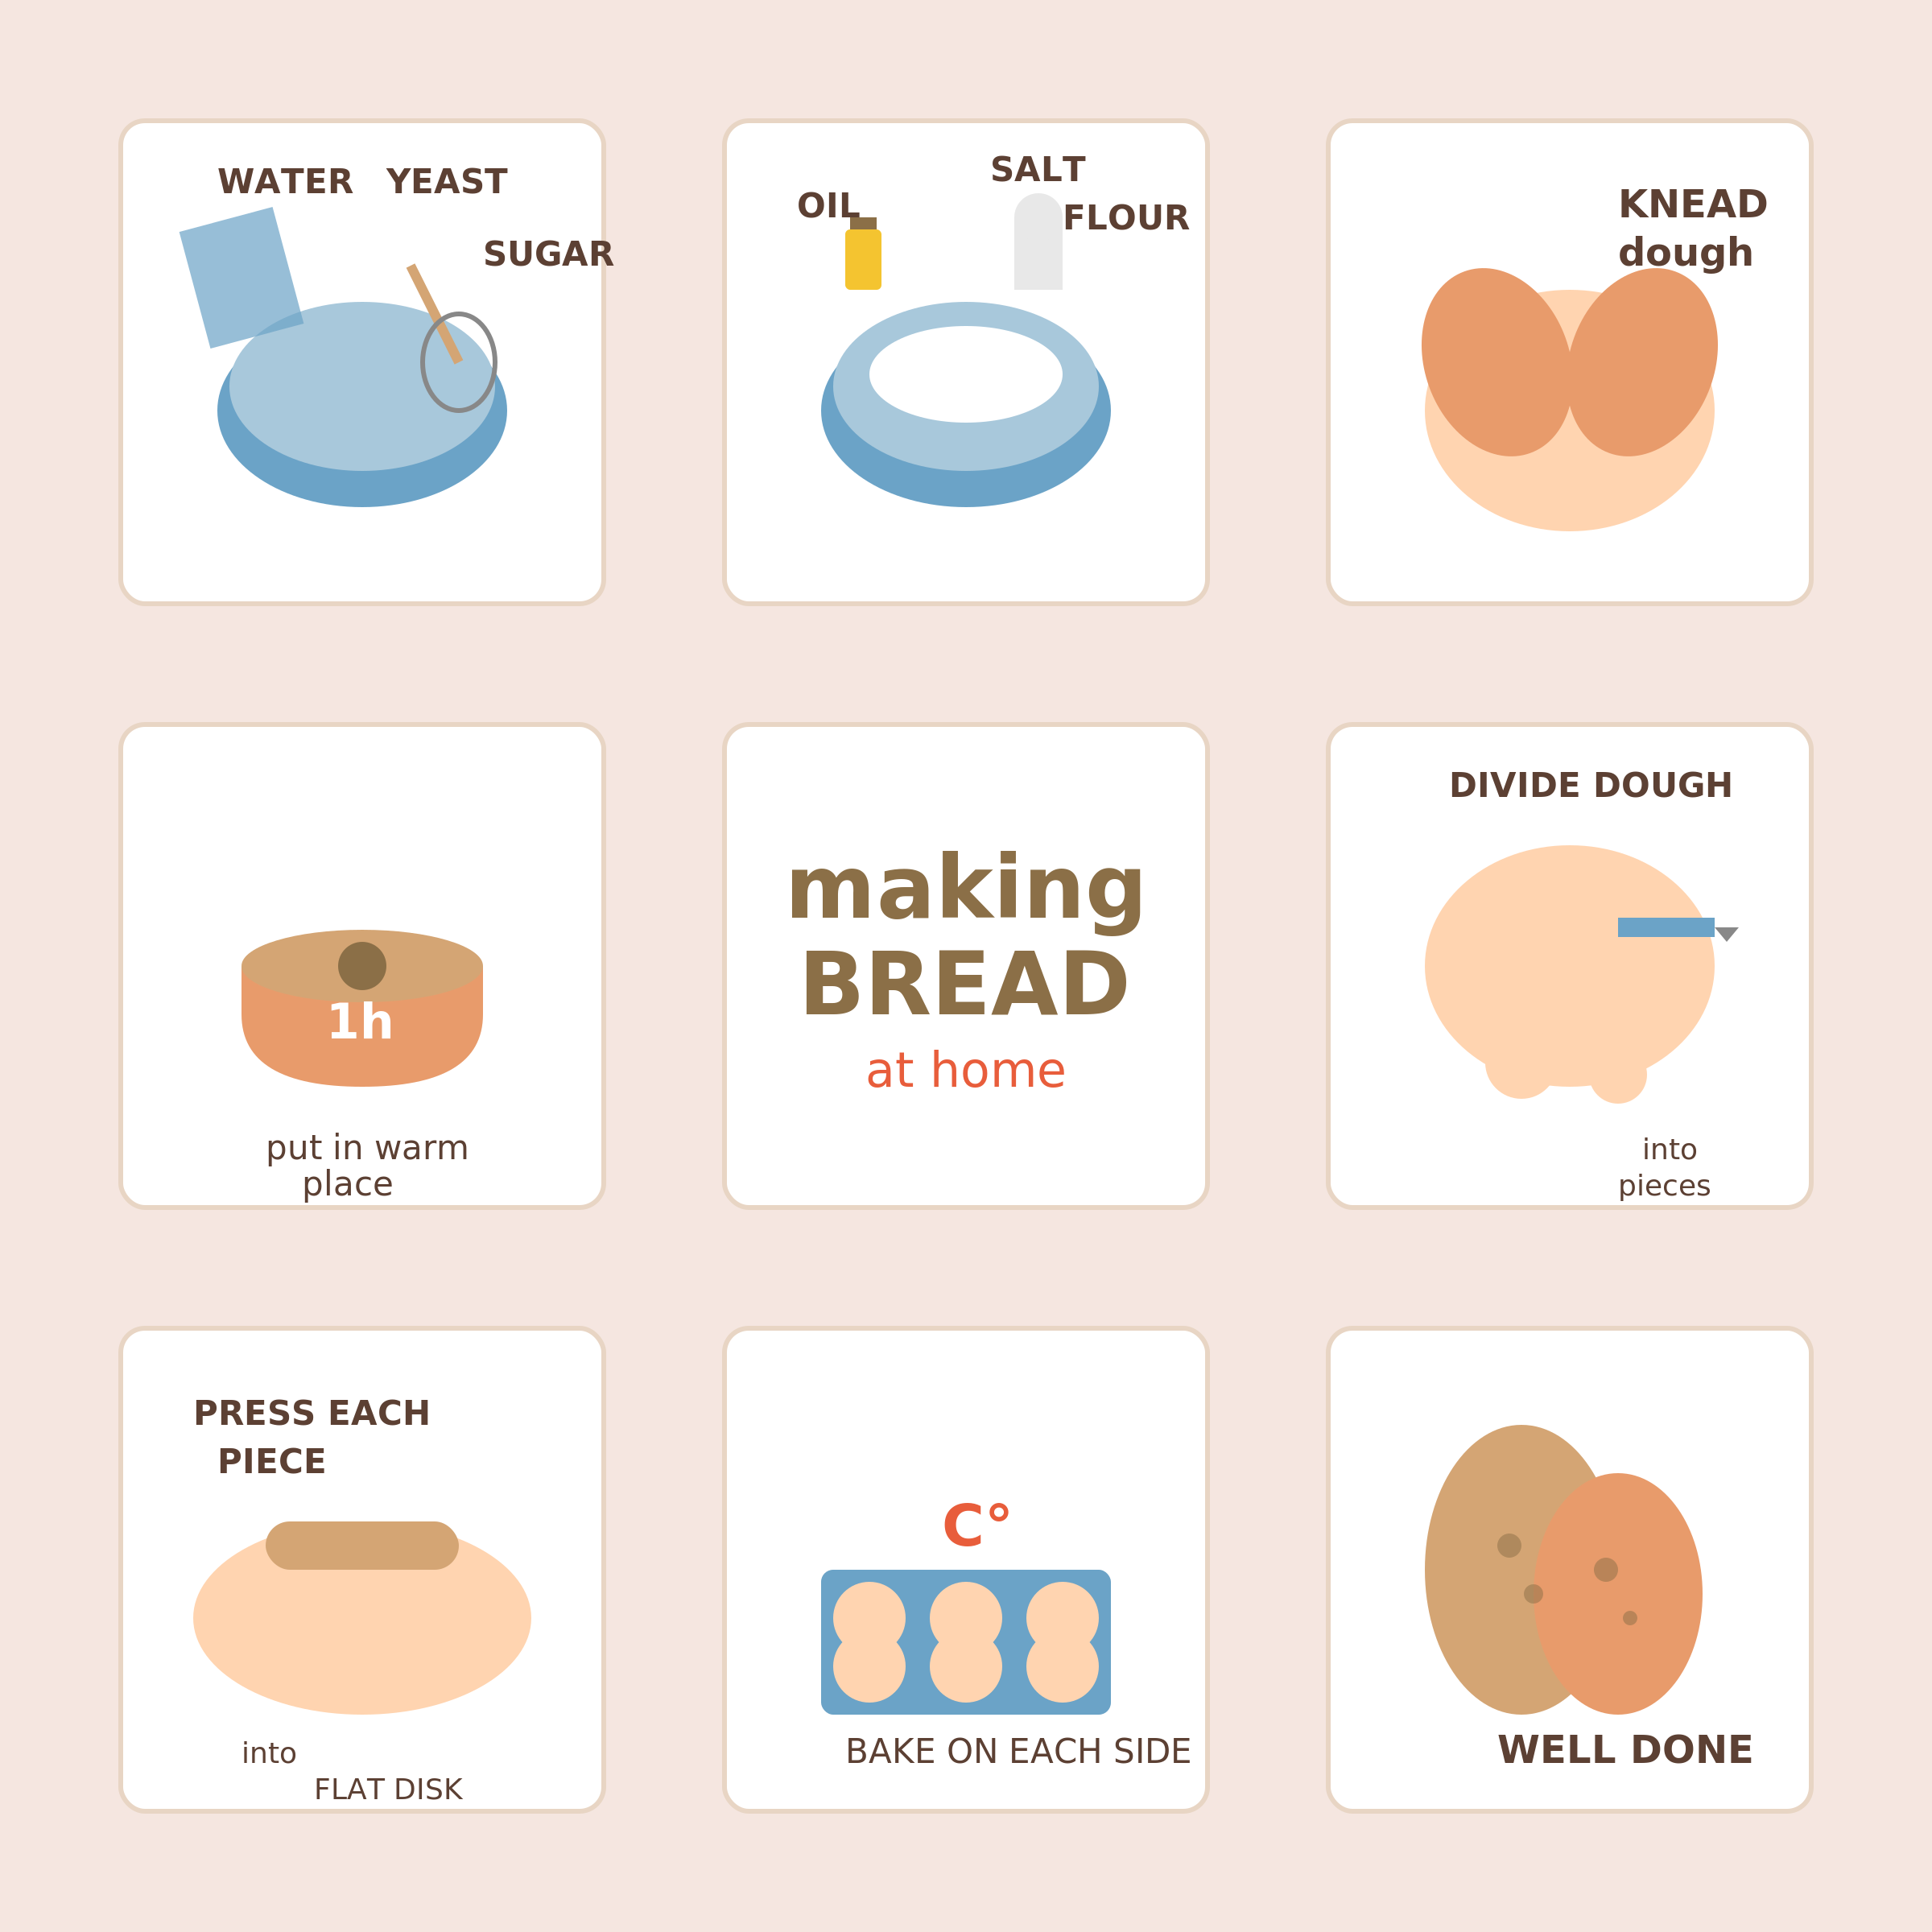 WATER YEAST
SUGAR
SALT
OIL
FLOUR
KNEAD
dough
1h
put in warm
place
making
BREAD
at home
DIVIDE DOUGH
into
pieces
PRESS EACH
PIECE
into
FLAT DISK
C°
BAKE ON EACH SIDE
WELL DONE